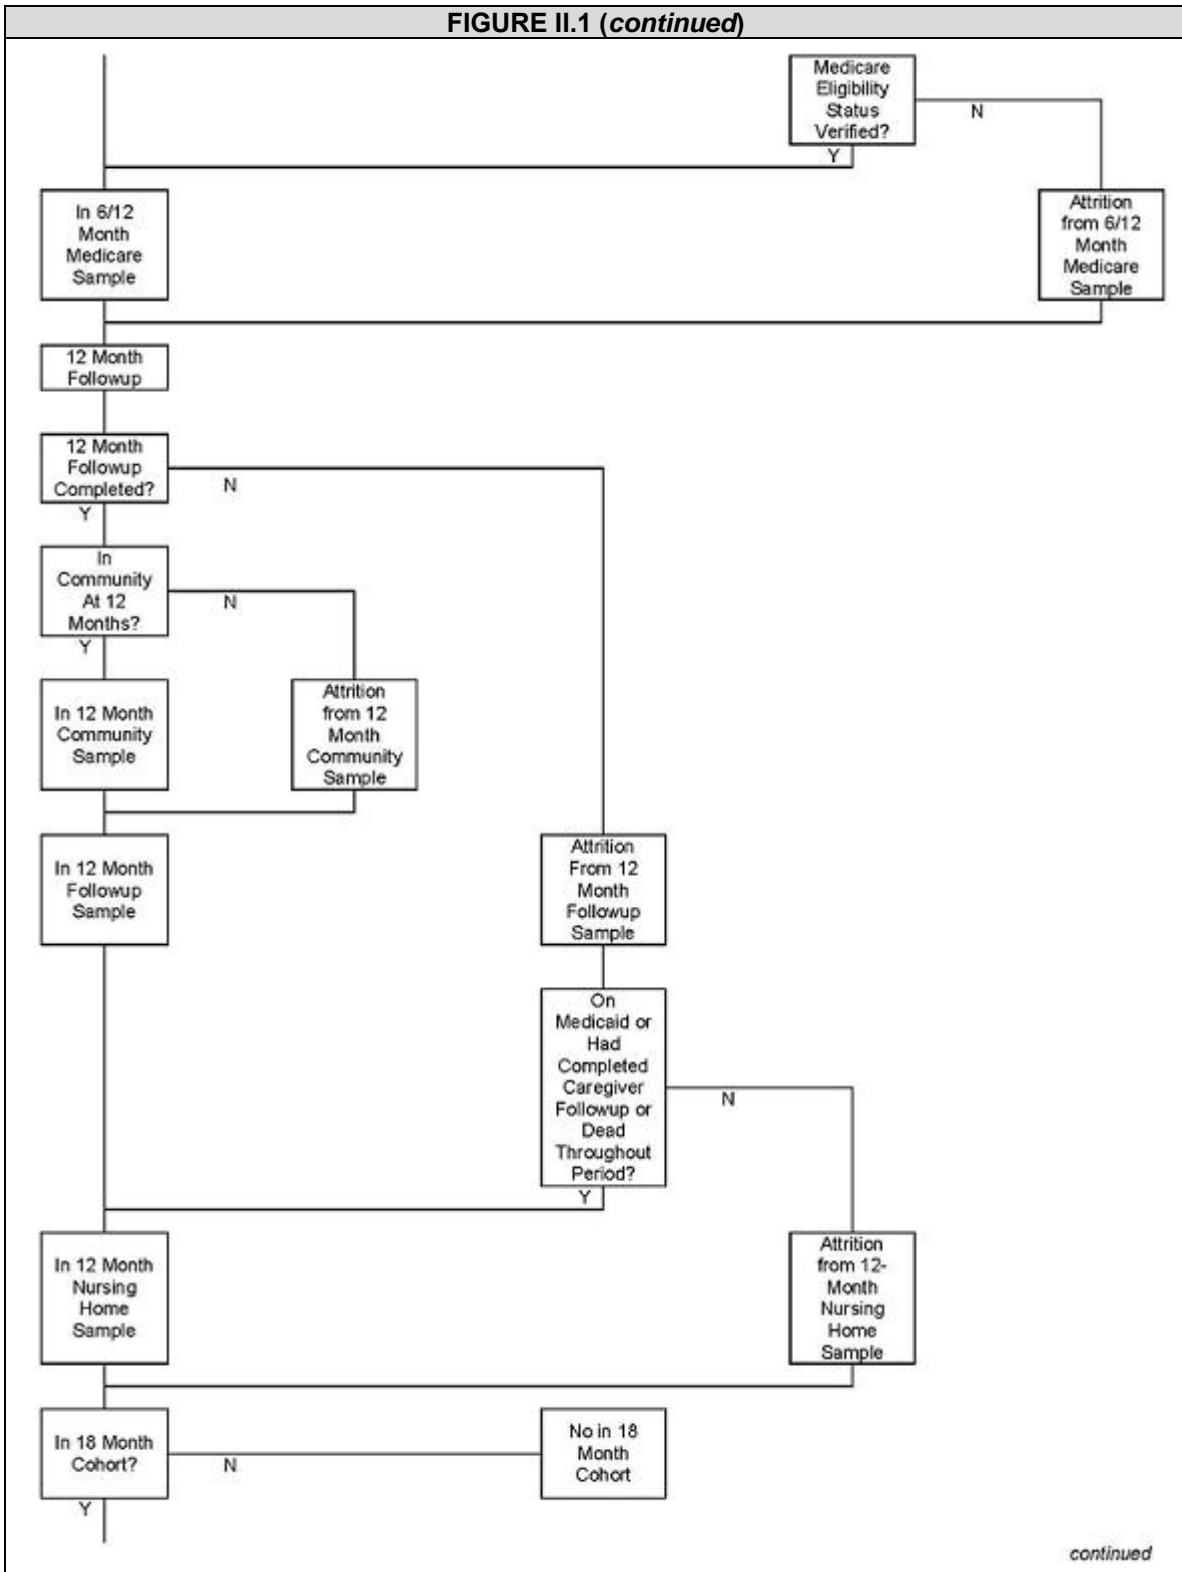 FIGURE II.1 (continued)
Medicare
Eligibility
Status
Verified?
N
Y
In 6/12
Month
Medicare
Sample
Attrition
from 6/12
Month
Medicare
Sample
12 Month
Followup
12 Month
Followup
Completed?
N
Y
In
Community
At 12
Months?
N
Y
In 12 Month
Community
Sample
Attrition
from 12
Month
Community
Sample
In 12 Month
Followup
Sample
Attrition
From 12
Month
Followup
Sample
On
Medicaid or
Had
Completed
Caregiver
Followup or
Dead
Throughout
Period?
N
Y
In 12 Month
Nursing
Home
Sample
Attrition
from 12-
Month
Nursing
Home
Sample
In 18 Month
Cohort?
N
Y
No in 18
Month
Cohort
continued